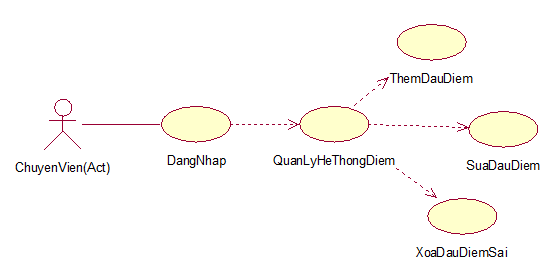 ThemDauDiem
ChuyenVien(Act)
DangNhap
QuanLyHeThongDiem
SuaDauDiem
XoaDauDiemSai